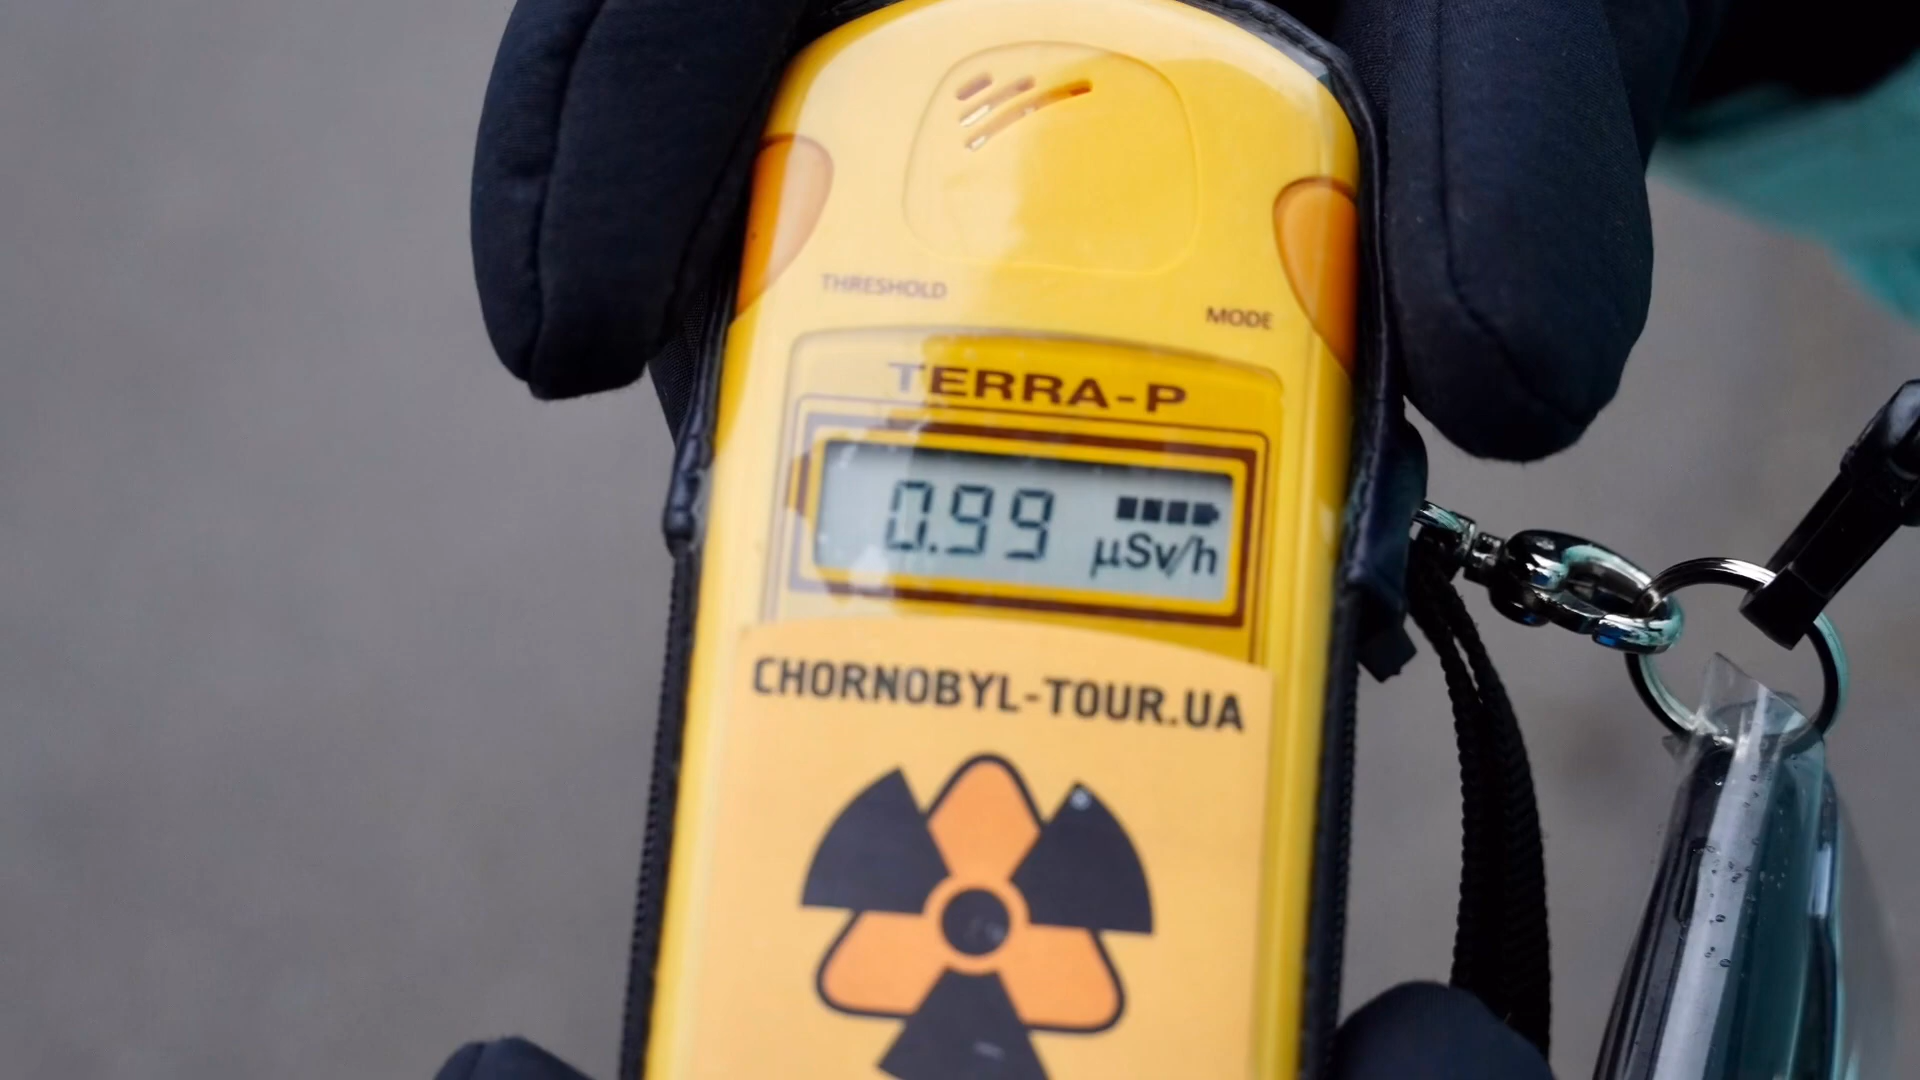 THRESHOLD
MODE
TERRA-P
0.99
µSv/h
CHORNOBYL-TOUR.UA